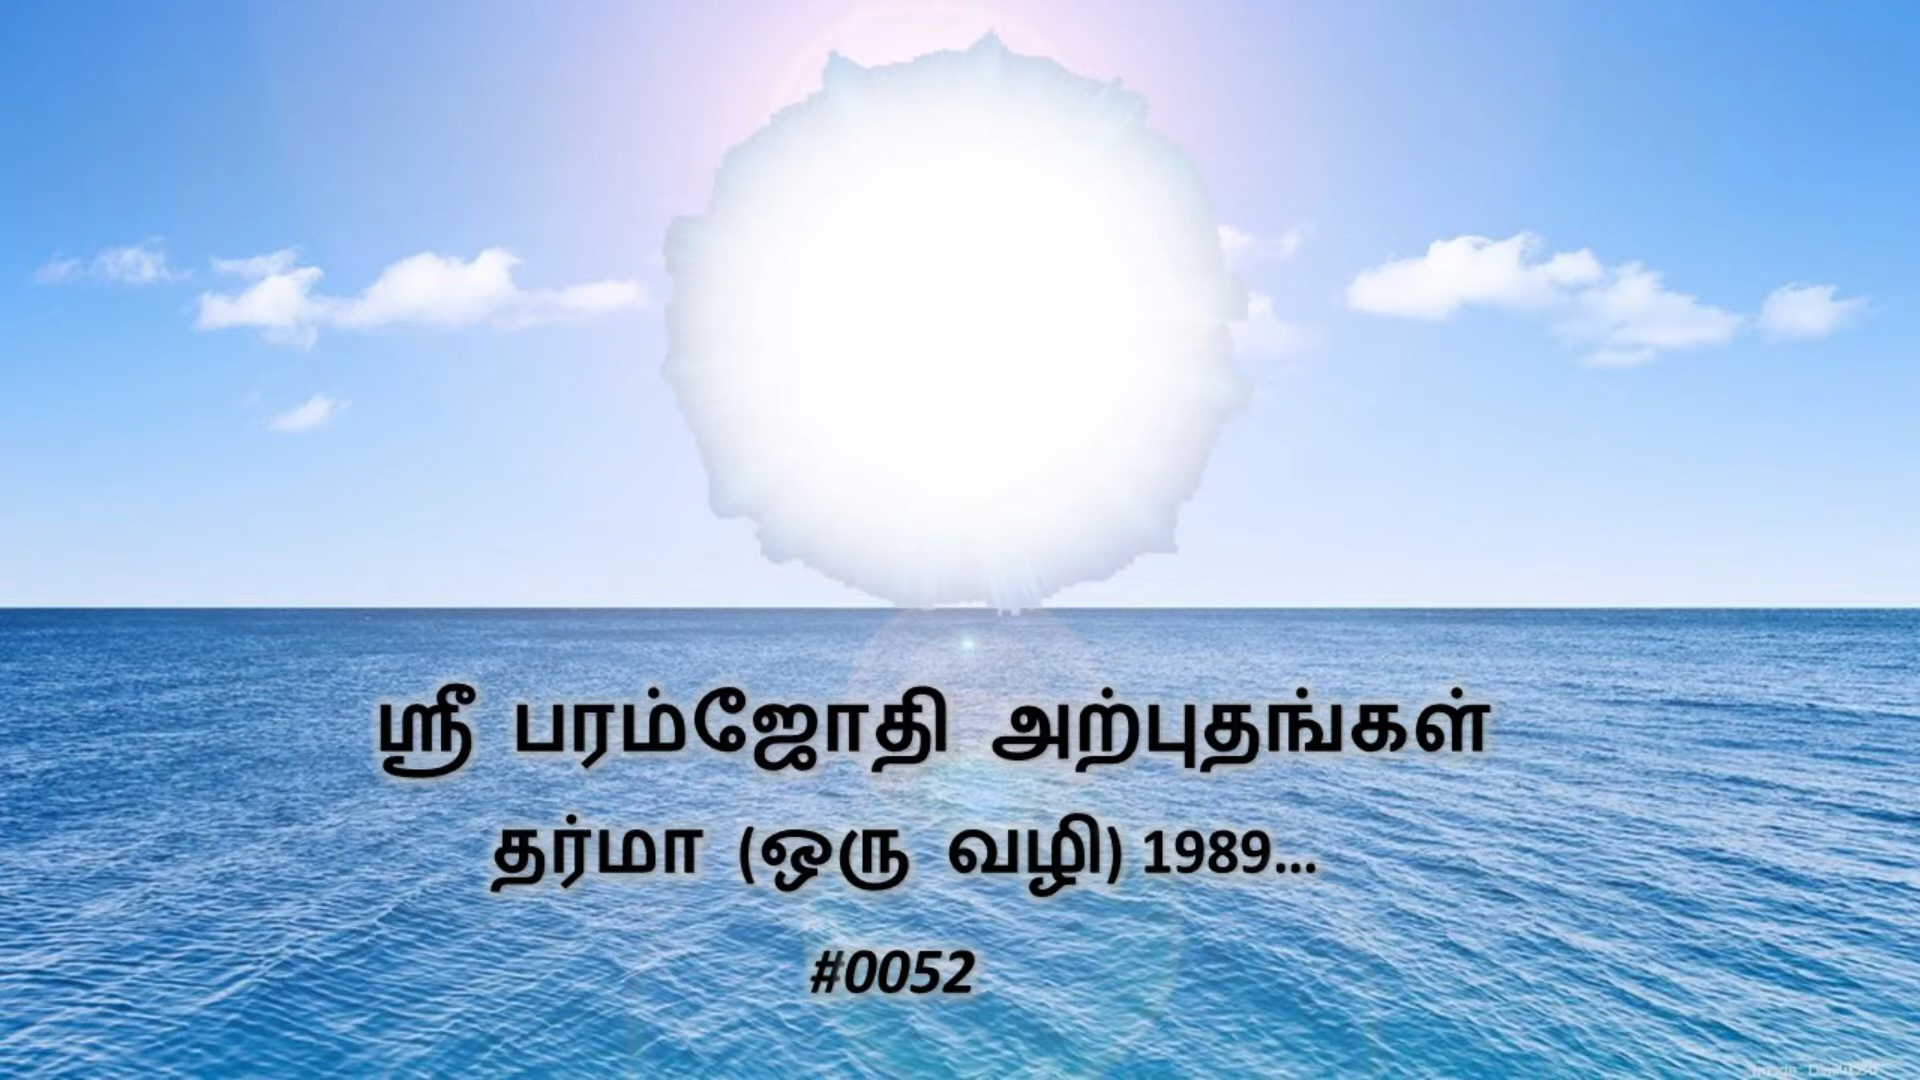 ஸ்ரீ பரம்ஜோதி அற்புதங்கள்
தர்மா (ஒரு வழி) 1989...
#0052